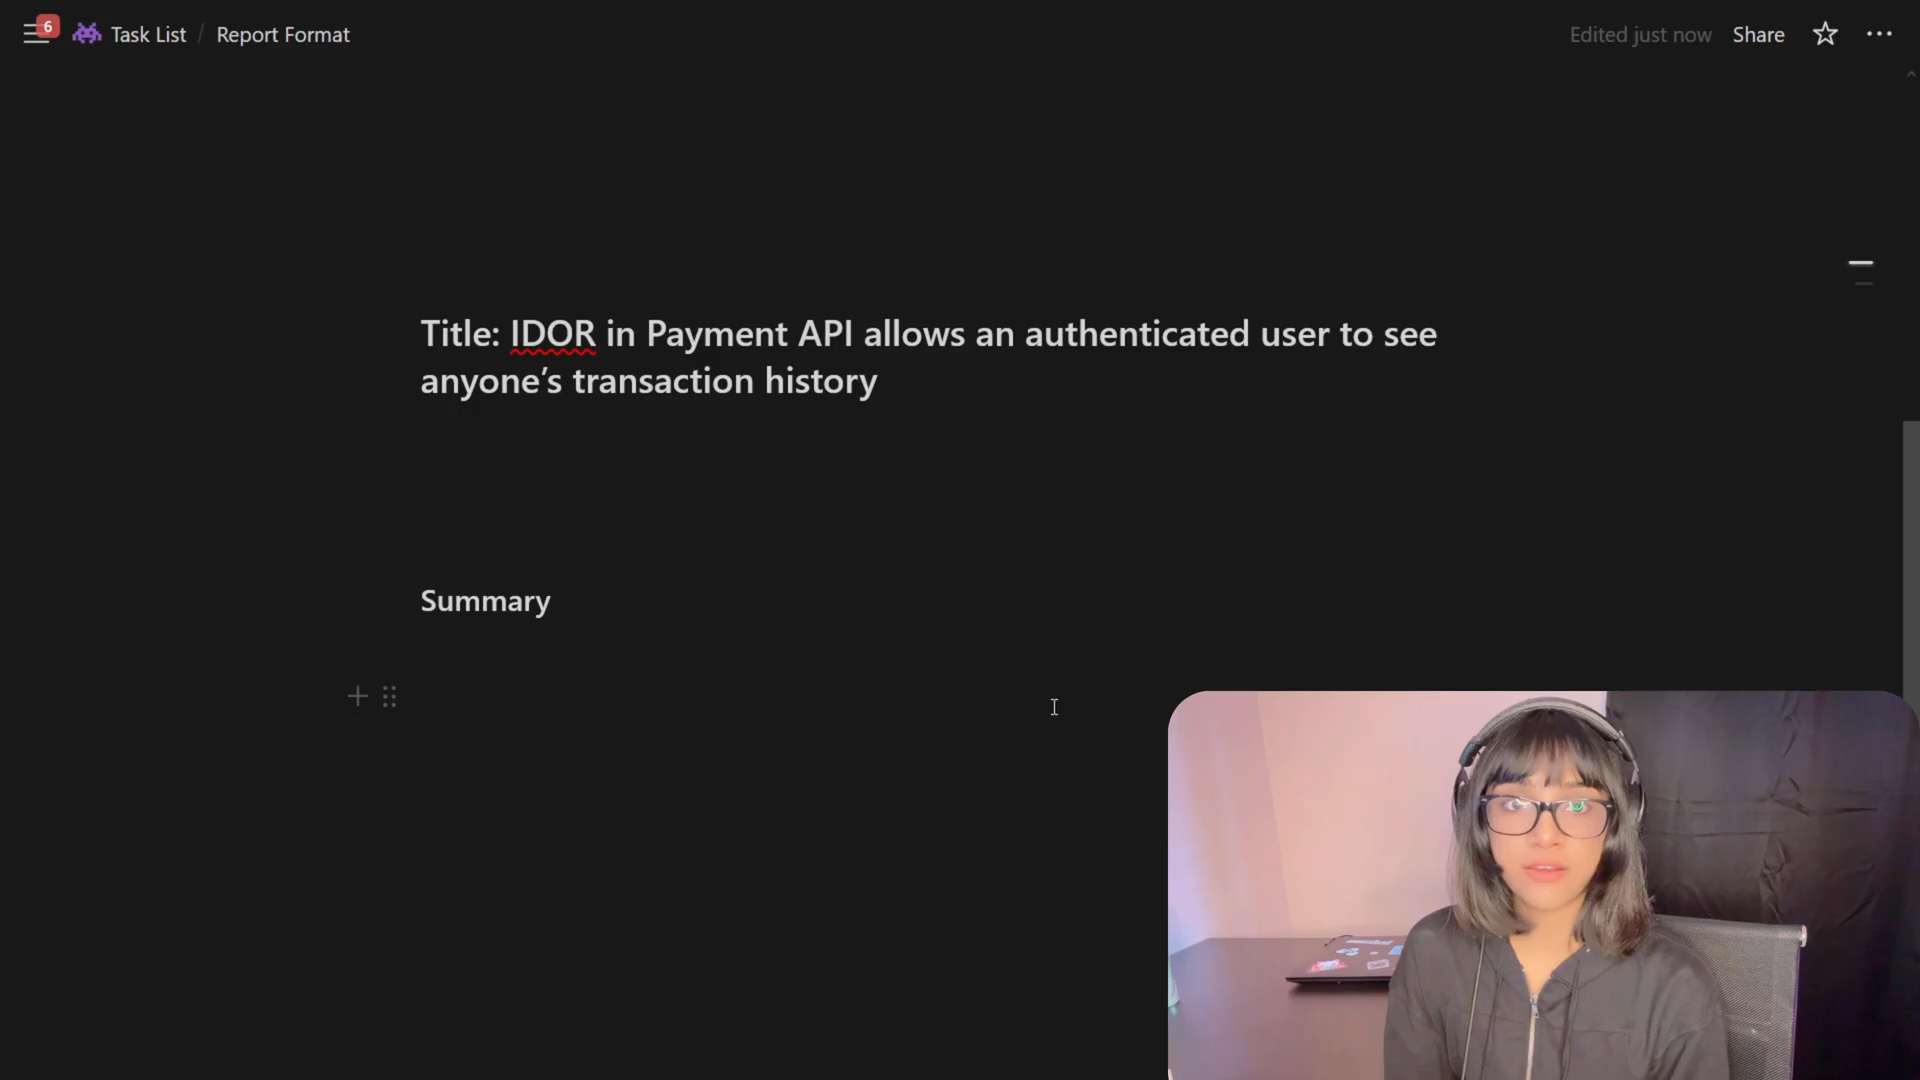 6
Task List / Report Format
Edited just now
Share
Title: IDOR in Payment API allows an authenticated user to see
anyone’s transaction history
Summary